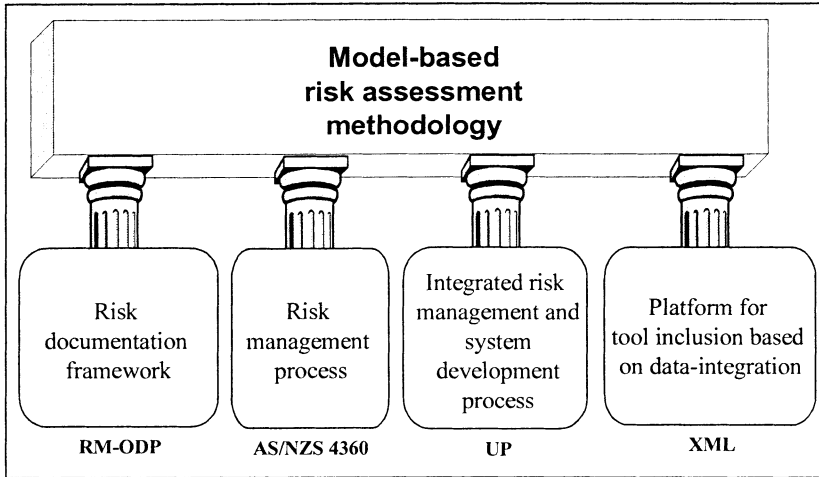 Model-based
risk assessment
methodology
Risk
documentation
framework
Risk
management
process
Integrated risk
management and
system
development
process
Platform for
tool inclusion based
on data-integration
RM-ODP
AS/NZS 4360
UP
XML